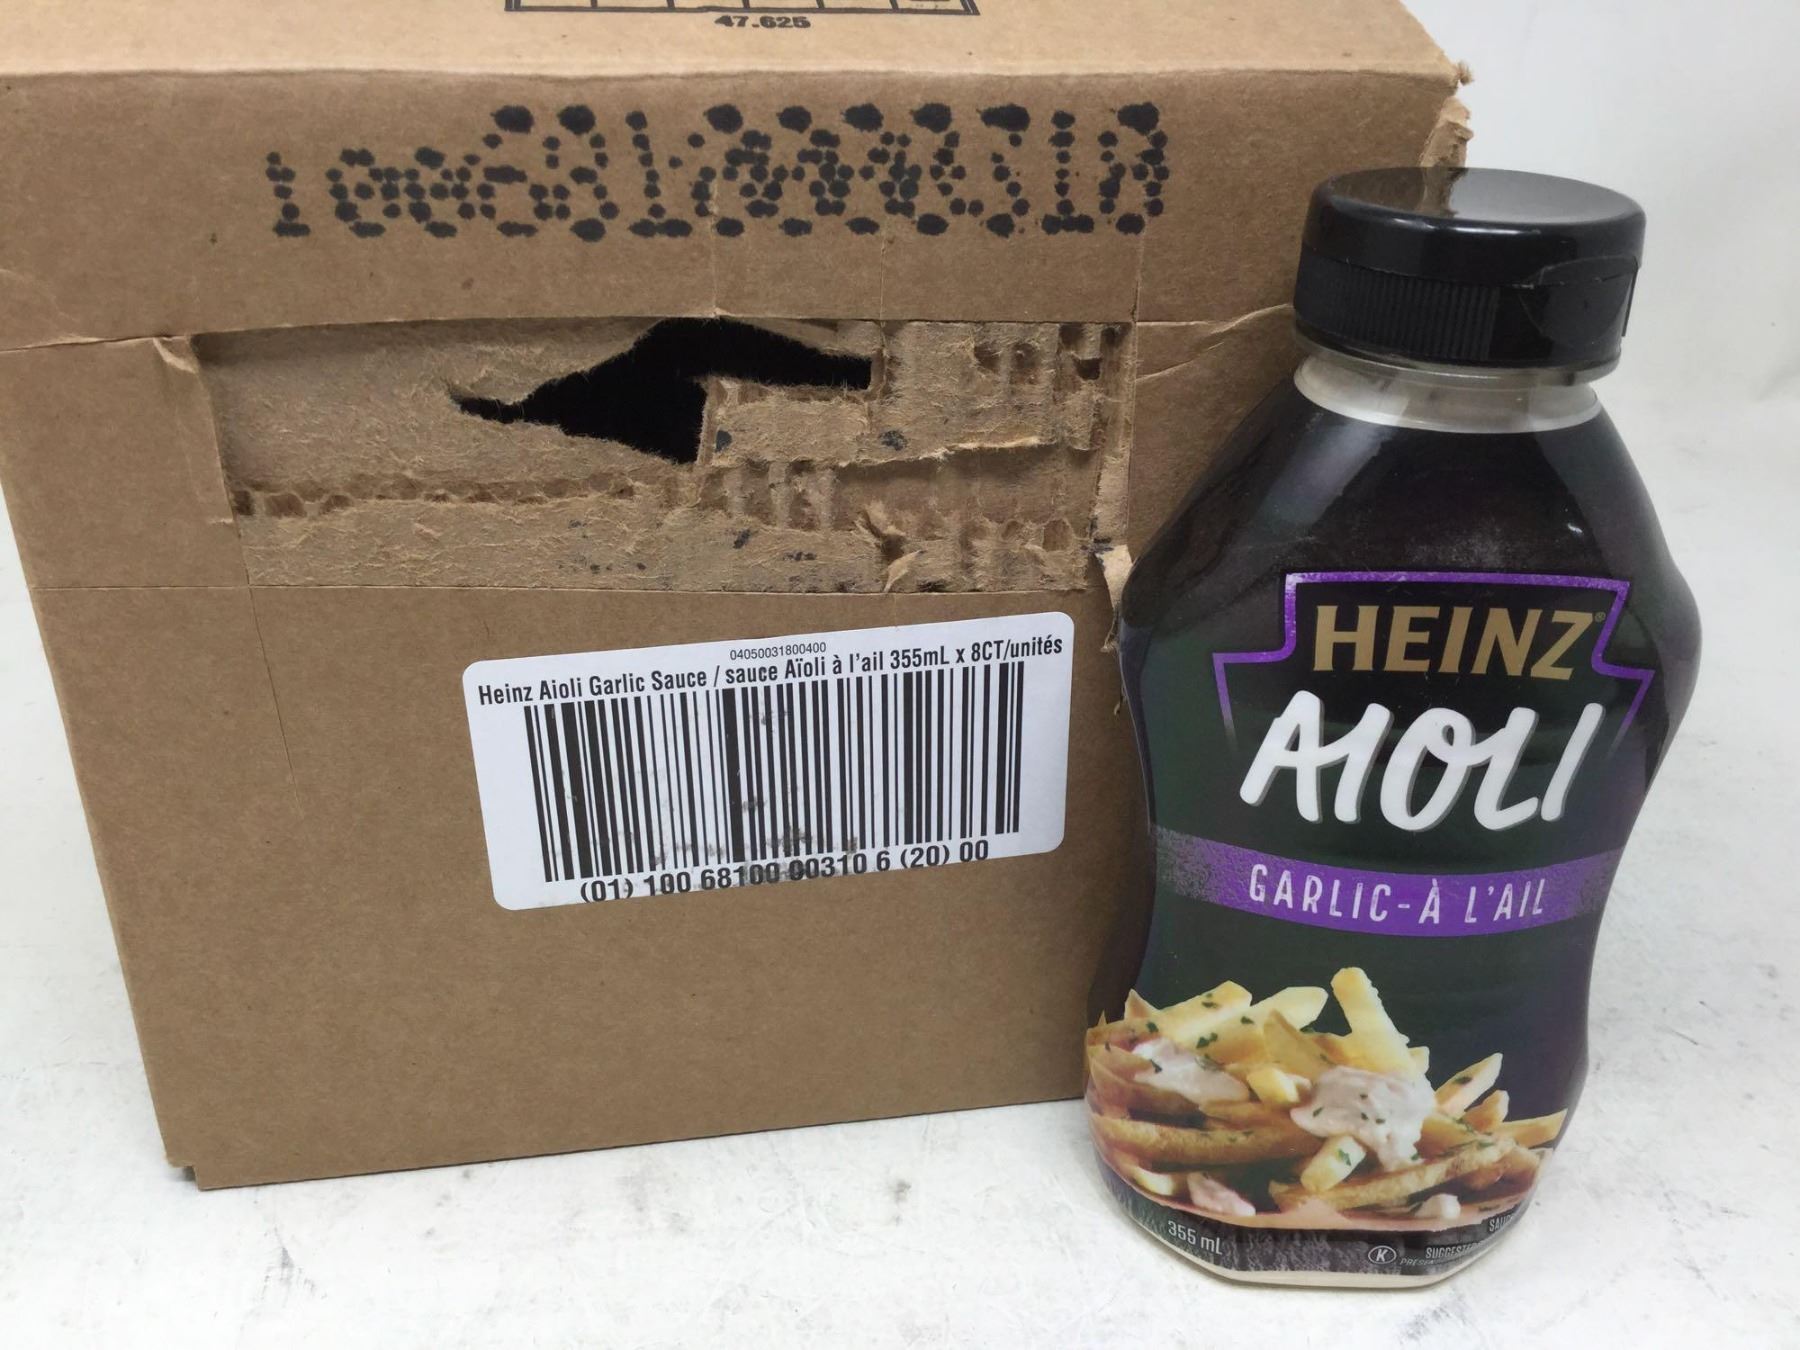 47.625
1006810000310
04050031800400
Heinz Aioli Garlic Sauce / sauce Aïoli à l'ail 355mL x 8CT/unités
(01) 100 68100 00310 6 (20) 00
HEINZ®
AIOLI
GARLIC-À L'AIL
355 mL
K